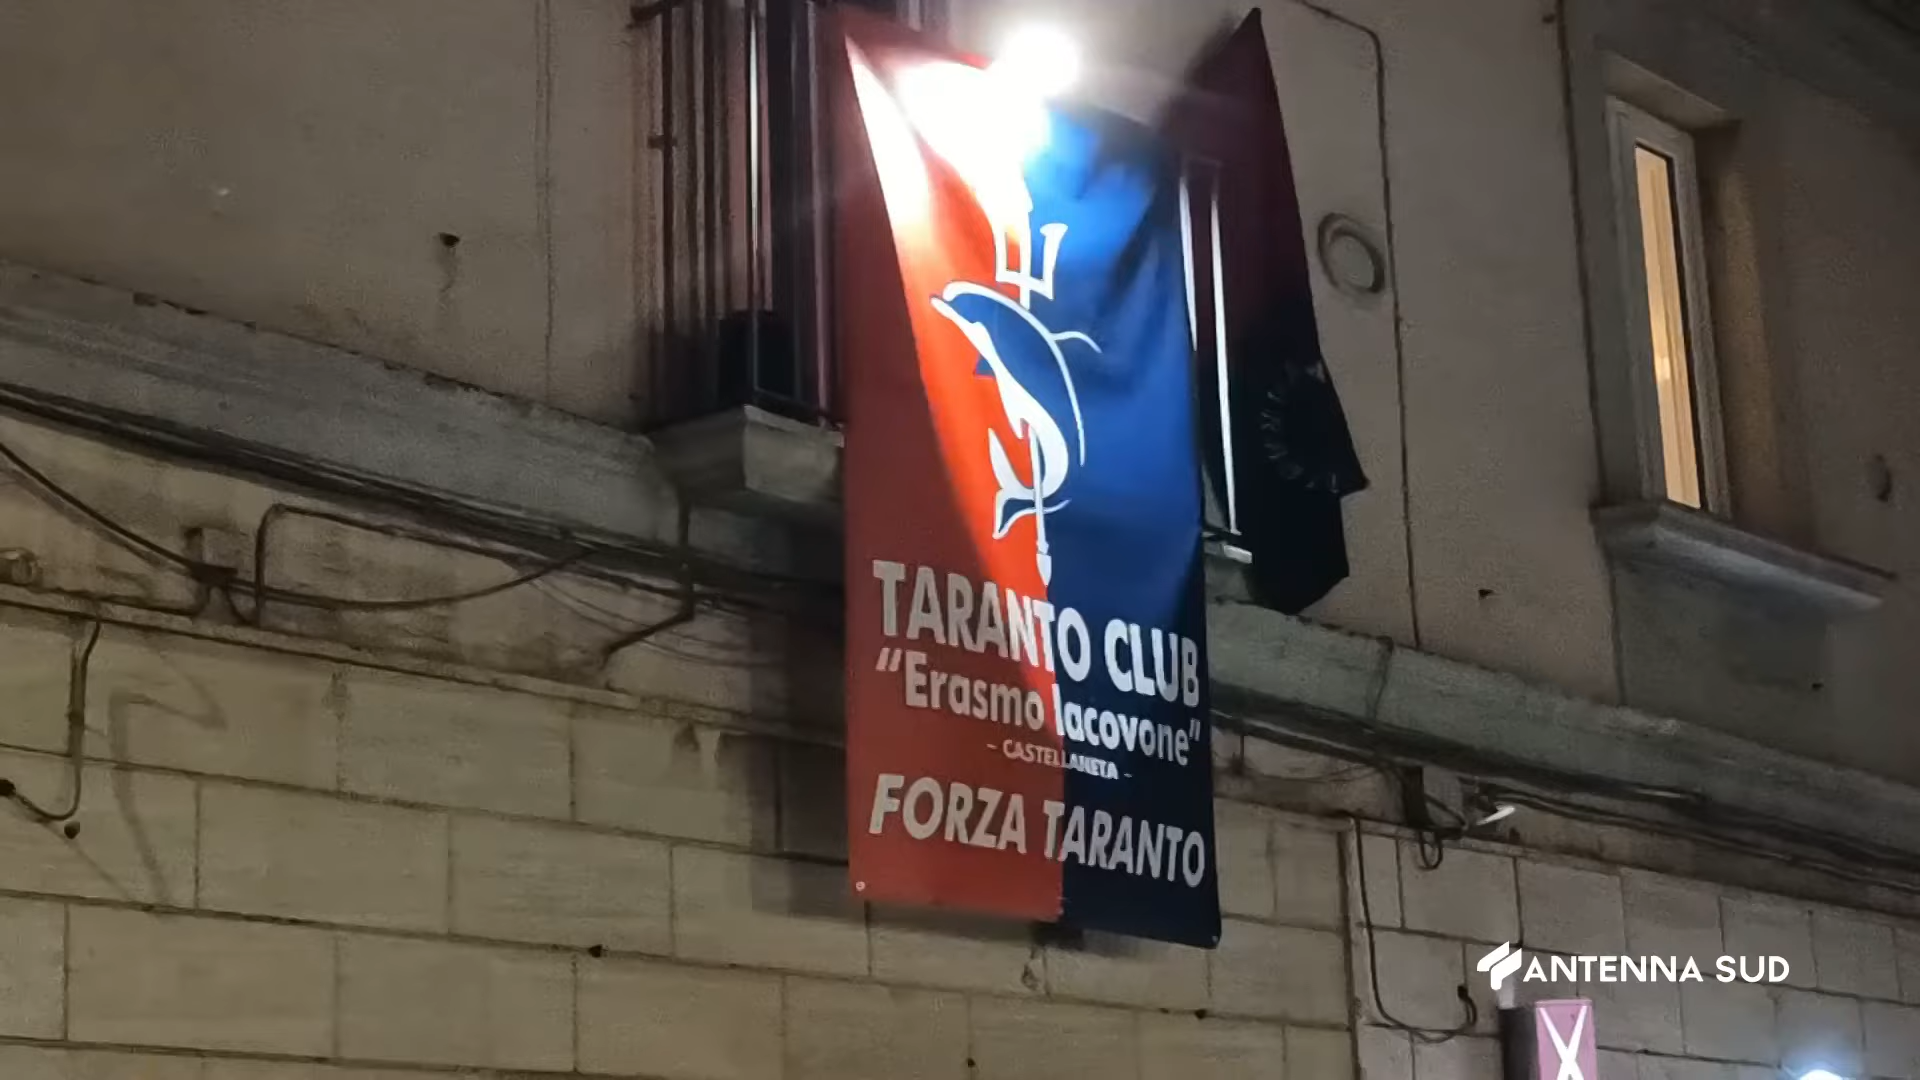 TARANTO CLUB
"Erasmo Iacovone"
- CASTELLANETA -
FORZA TARANTO
ANTENNA SUD